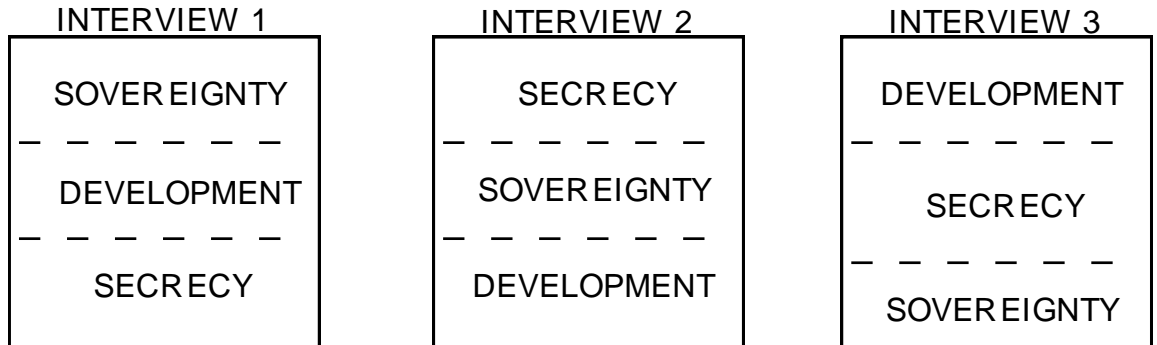 INTERVIEW 1
SOVEREIGNTY
DEVELOPMENT
SECRECY
INTERVIEW 2
SECRECY
SOVEREIGNTY
DEVELOPMENT
INTERVIEW 3
DEVELOPMENT
SECRECY
SOVEREIGNTY